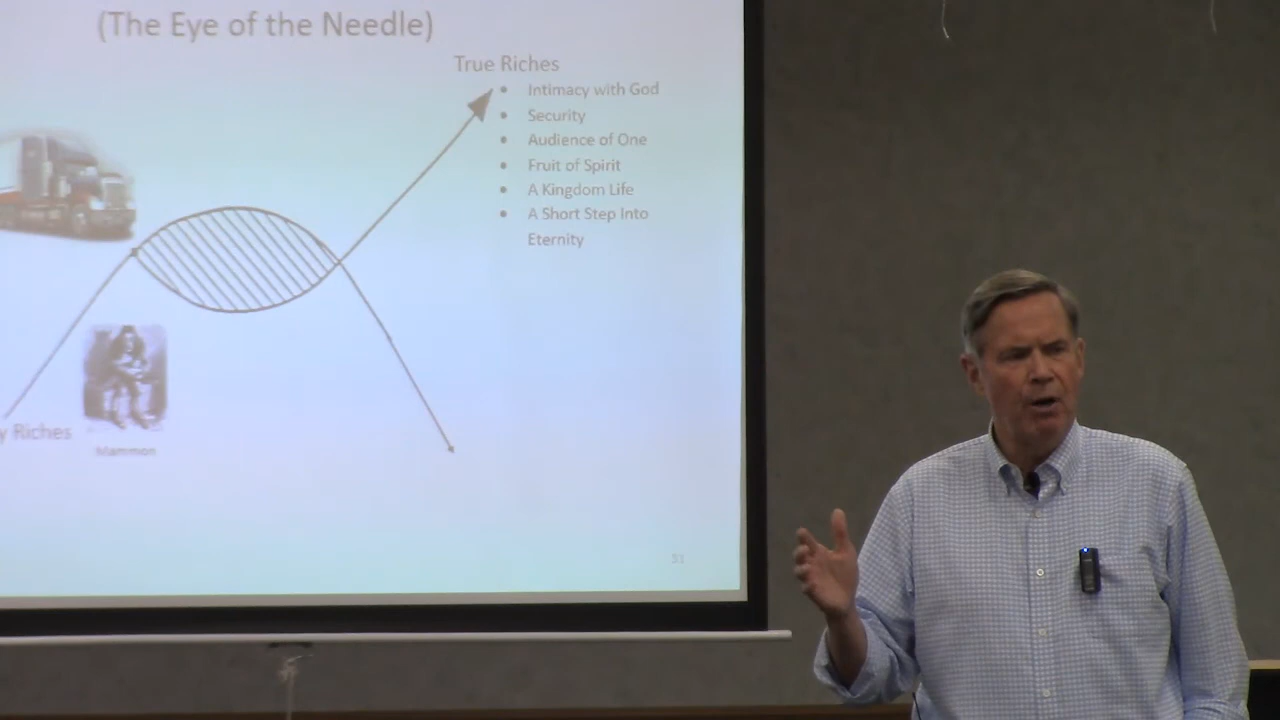 (The Eye of the Needle)
True Riches
• Intimacy with God
• Security
• Audience of One
• Fruit of Spirit
• A Kingdom Life
• A Short Step Into
Eternity
y Riches
Mammon
51